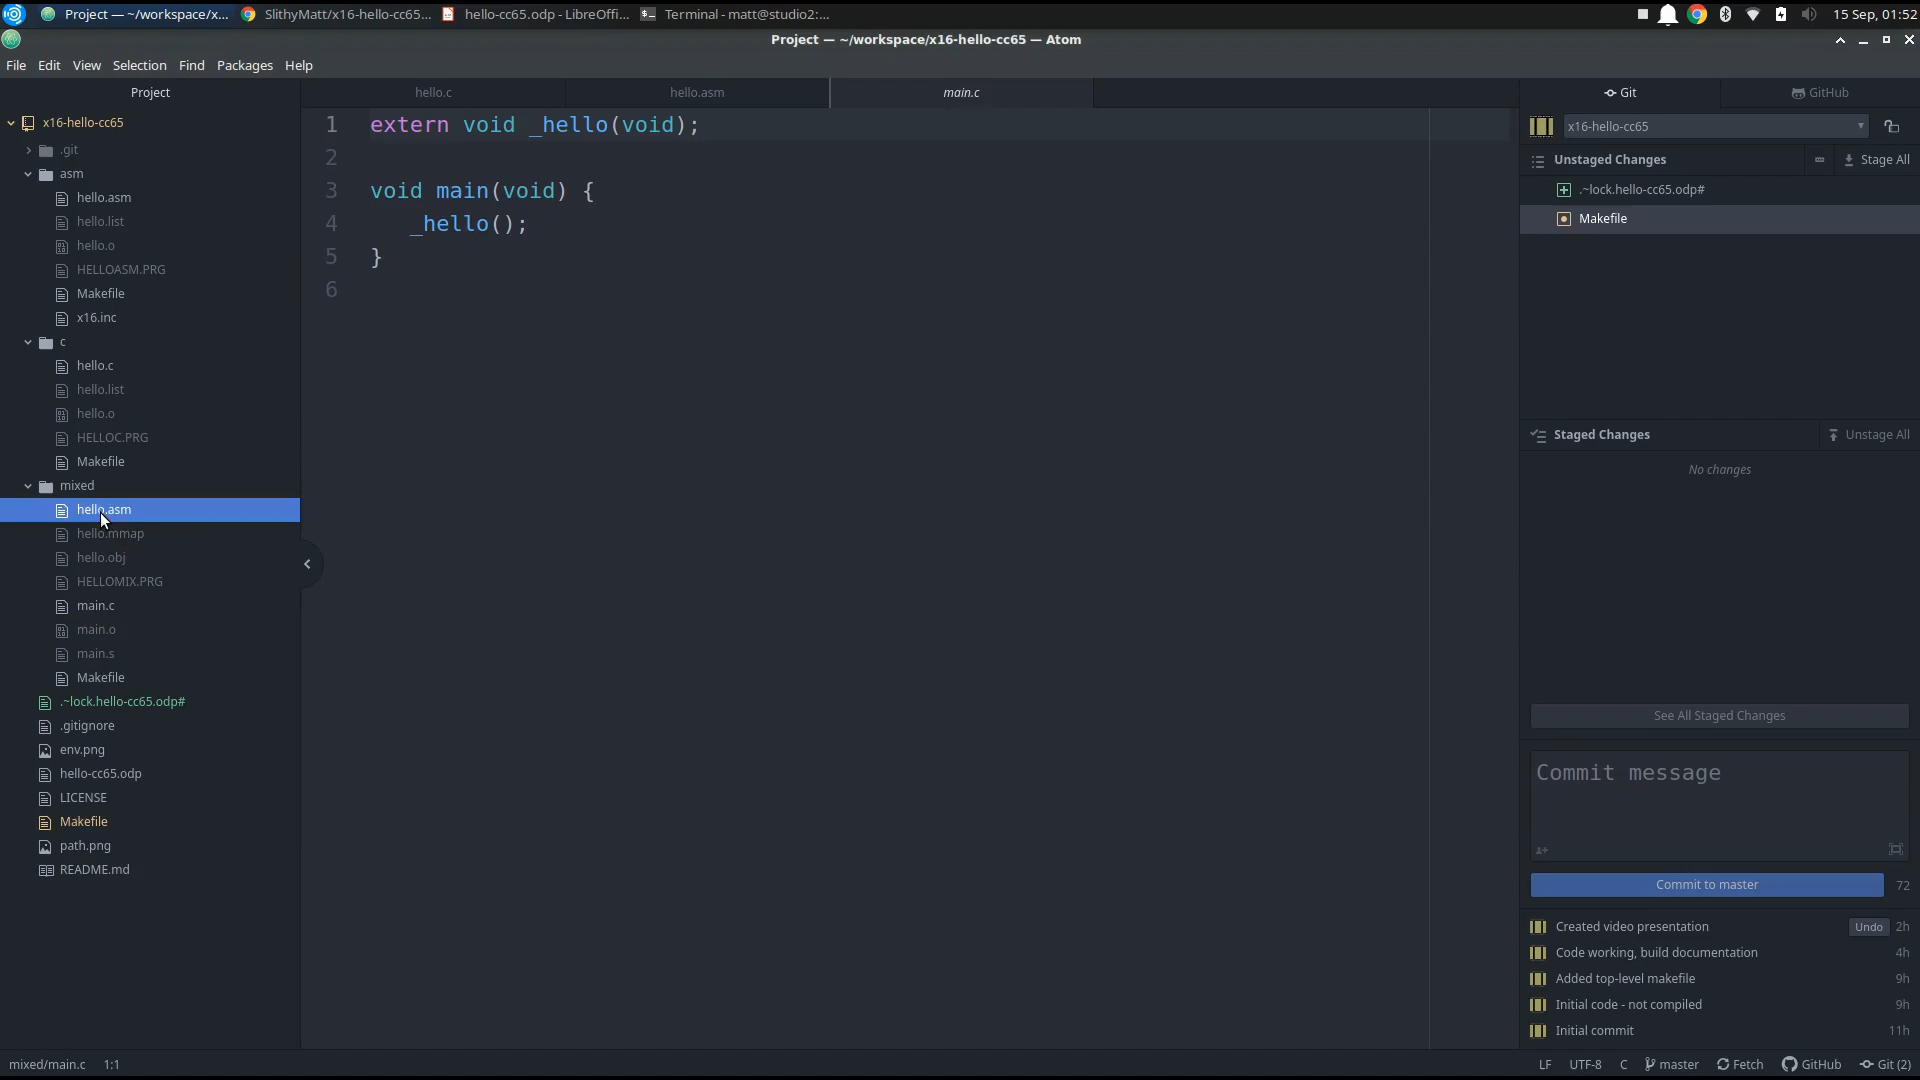 Project — ~/workspace/x...
SlithyMatt/x16-hello-cc65...
hello-cc65.odp - LibreOffi...
Terminal - matt@studio2:...
15 Sep, 01:52
Project — ~/workspace/x16-hello-cc65 — Atom
File Edit View Selection Find Packages Help
Project
x16-hello-cc65
.git
asm
hello.asm
hello.list
hello.o
HELLOASM.PRG
Makefile
x16.inc
c
hello.c
hello.list
hello.o
HELLOC.PRG
Makefile
mixed
hello.asm
hello.mmap
hello.obj
HELLOMIX.PRG
main.c
main.o
main.s
Makefile
.~lock.hello-cc65.odp#
.gitignore
env.png
hello-cc65.odp
LICENSE
Makefile
path.png
README.md
hello.c
hello.asm
main.c
1 extern void _hello(void);
2
3 void main(void) {
4 _hello();
5 }
6
Git
GitHub
x16-hello-cc65
Unstaged Changes
Stage All
.~lock.hello-cc65.odp#
Makefile
Staged Changes
Unstage All
No changes
See All Staged Changes
Commit message
Commit to master 72
Created video presentation Undo 2h
Code working, build documentation 4h
Added top-level makefile 9h
Initial code - not compiled 9h
Initial commit 11h
mixed/main.c 1:1
LF UTF-8 C master Fetch GitHub Git (2)